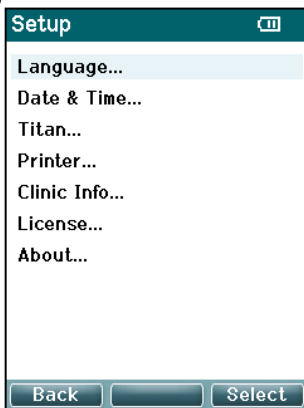 Setup
Language...
Date & Time...
Titan...
Printer...
Clinic Info...
License...
About...
Back Select